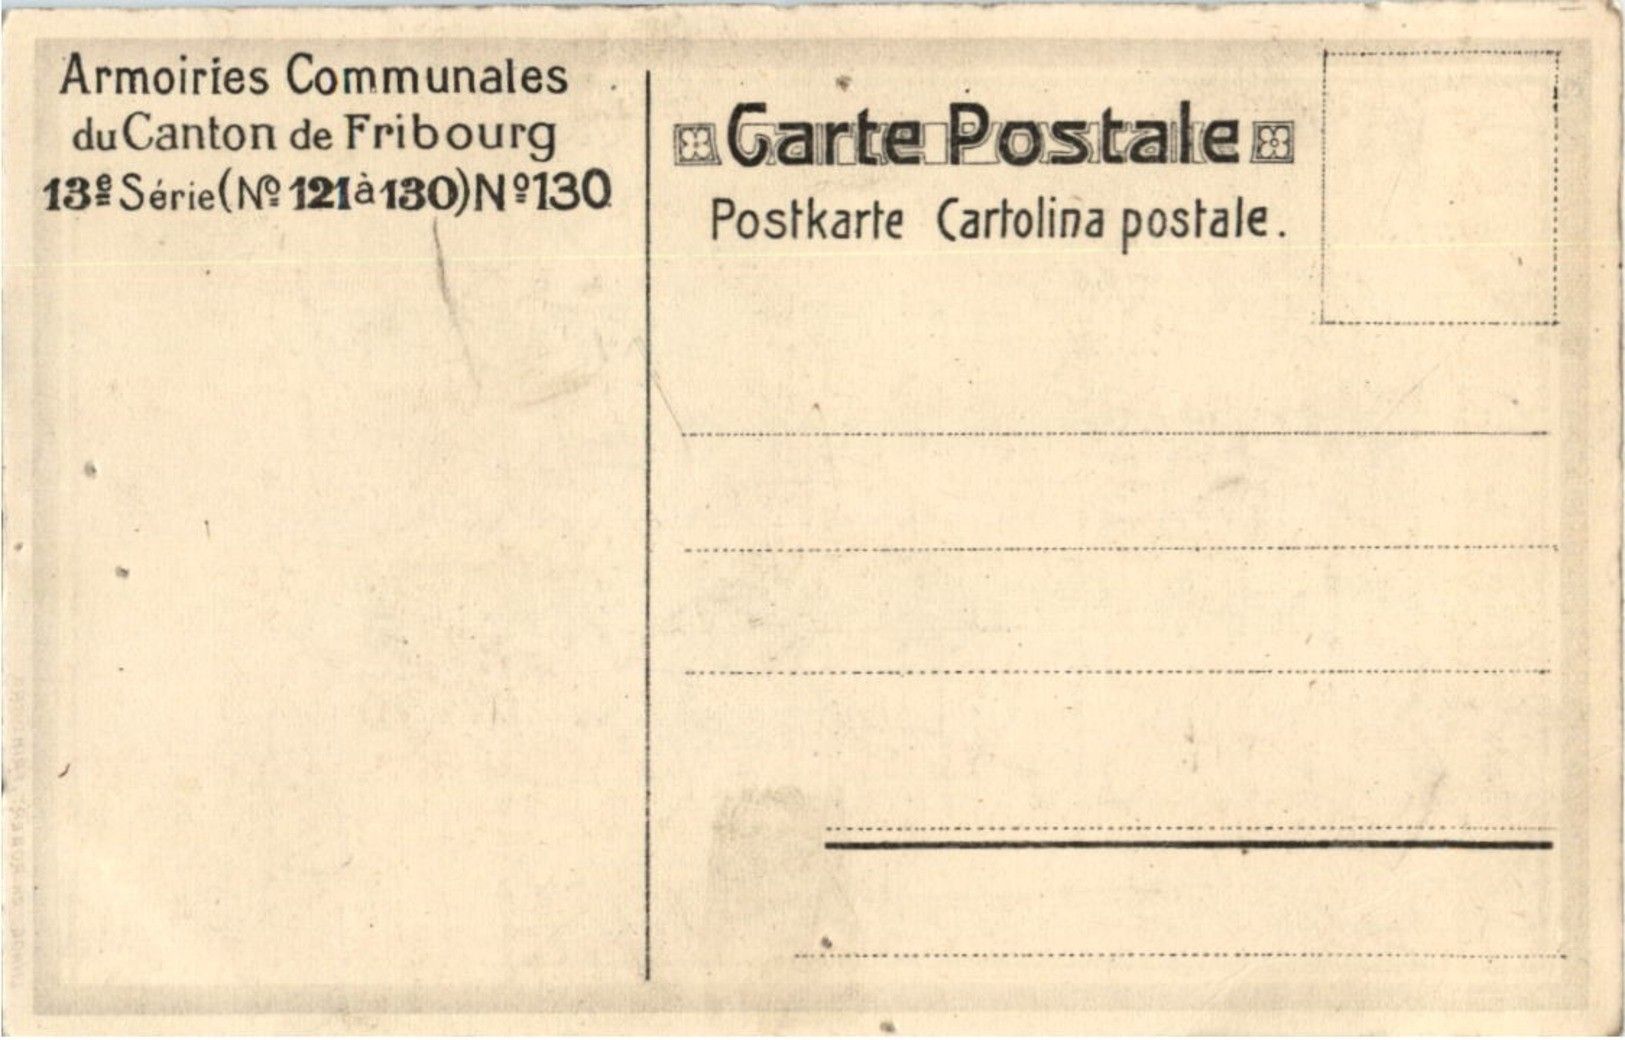 Armoiries Communales
du Canton de Fribourg
13e Série (No 121 à 130) No 130
Carte Postale
Postkarte Cartolina postale.